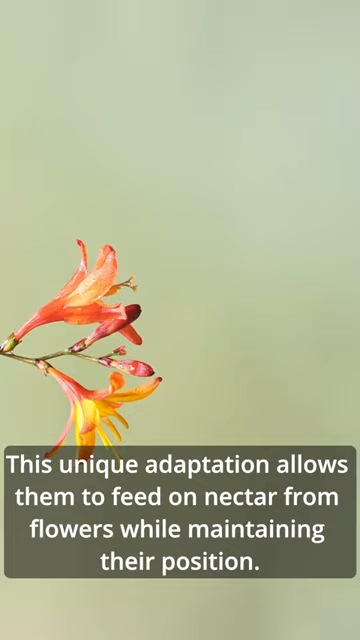 This unique adaptation allows
them to feed on nectar from
flowers while maintaining
their position.